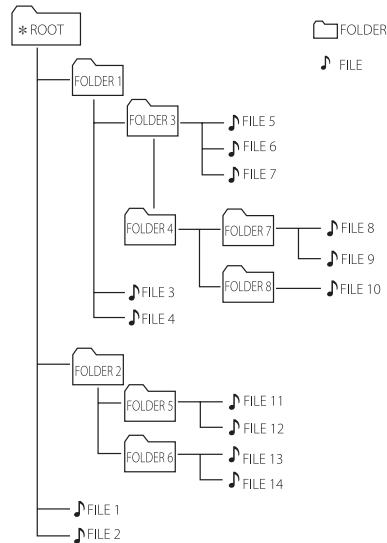 * ROOT
FOLDER
FILE
FOLDER 1
FOLDER 3
FILE 5
FILE 6
FILE 7
FOLDER 4
FOLDER 7
FILE 8
FILE 9
FOLDER 8
FILE 10
FILE 3
FILE 4
FOLDER 2
FOLDER 5
FILE 11
FILE 12
FOLDER 6
FILE 13
FILE 14
FILE 1
FILE 2